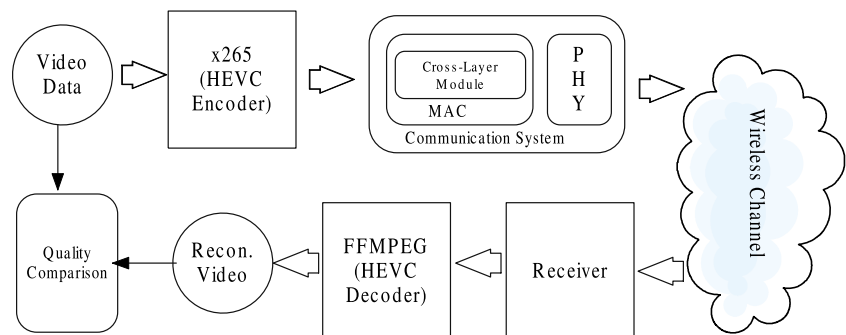 Video
Data
x265
(HEVC
Encoder)
Cross-Layer
Module
MAC
P
H
Y
Communication System
Wireless Channel
Quality
Comparison
Recon.
Video
FFMPEG
(HEVC
Decoder)
Receiver